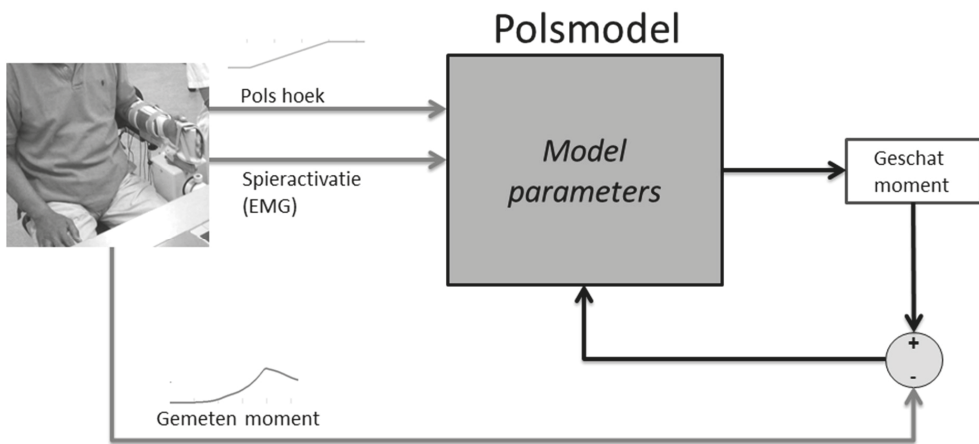 Polsmodel
Pols hoek
Spieractivatie
(EMG)
Model
parameters
Geschat
moment
+
-
Gemeten moment